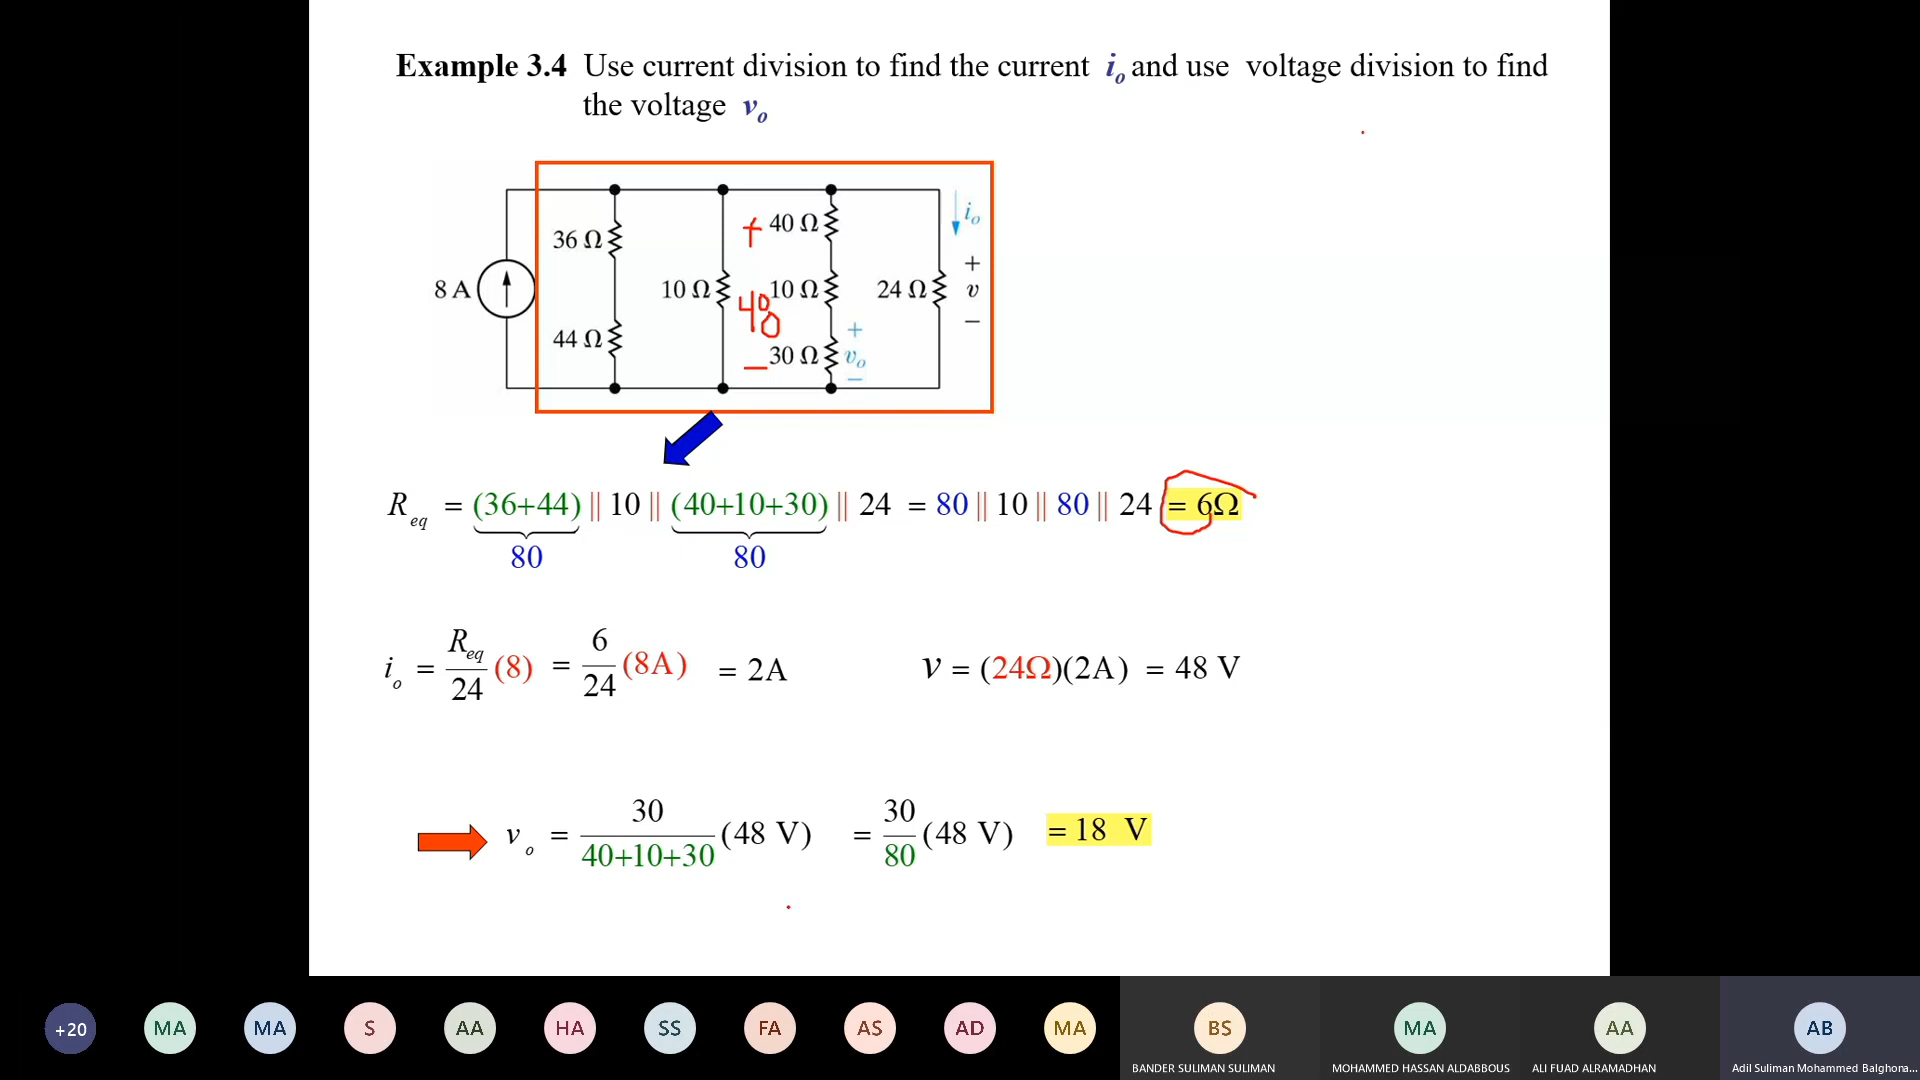 Example 3.4 Use current division to find the current i_o and use voltage division to find
the voltage v_o
8 A
36 Ω
44 Ω
10 Ω
+
40 Ω
10 Ω
48
30 Ω
−
+
v_o
−
24 Ω
i_o
+
v
−
R_eq = (36+44) || 10 || (40+10+30) || 24 = 80 || 10 || 80 || 24 = 6Ω
80 80
i_o = R_eq/24 (8) = 6/24 (8A) = 2A
v = (24Ω)(2A) = 48 V
v_o = 30/(40+10+30) (48 V) = 30/80 (48 V) = 18 V
+20 MA MA S AA HA SS FA AS AD MA BS MA AA AB
BANDER SULIMAN SULIMAN MOHAMMED HASSAN ALDABBOUS ALI FUAD ALRAMADHAN Adil Suliman Mohammed Balghona...